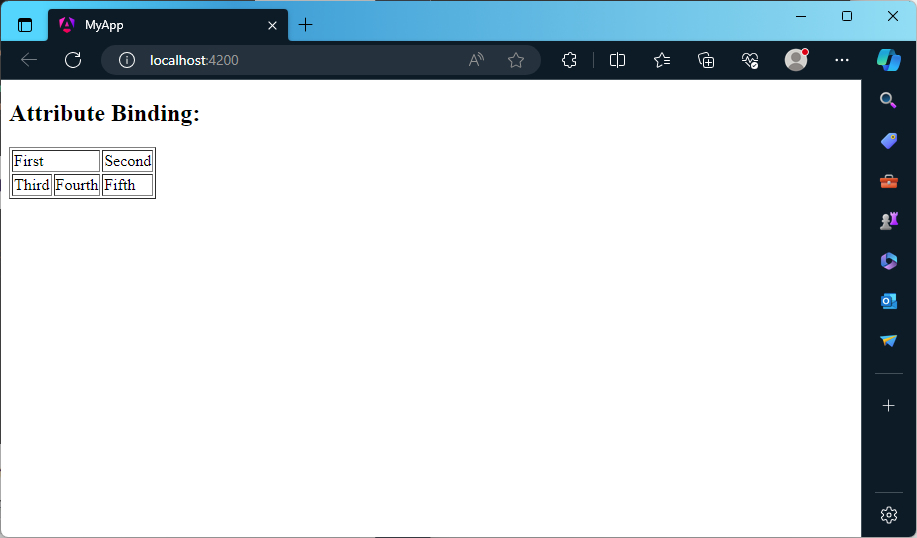 MyApp
localhost:4200
Attribute Binding:
First Second
Third Fourth Fifth